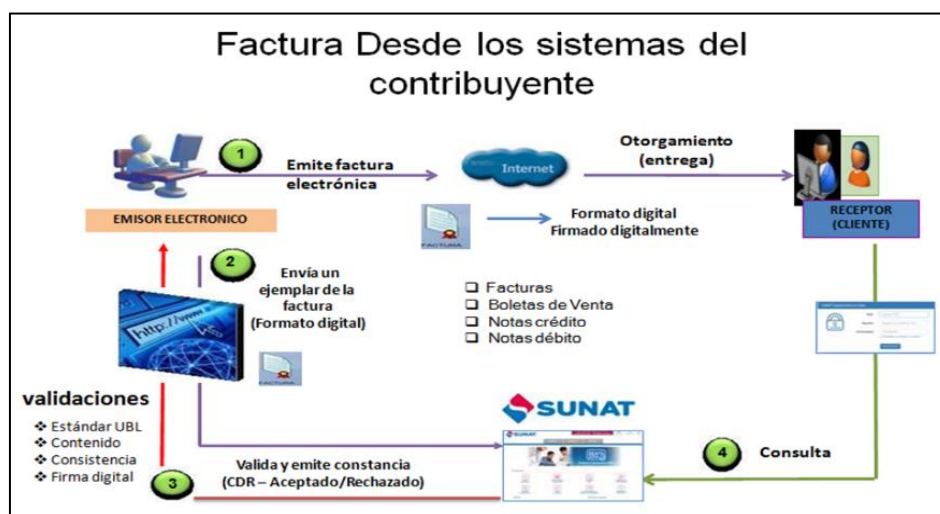 Factura Desde los sistemas del
contribuyente
1
Emite factura
electrónica
Internet
Otorgamiento
(entrega)
EMISOR ELECTRONICO
FACTURA
Formato digital
Firmado digitalmente
RECEPTOR
(CLIENTE)
2
Envía un
ejemplar de la
factura
(Formato digital)
http://www.
FACTURA
Facturas
Boletas de Venta
Notas crédito
Notas débito
validaciones
Estándar UBL
Contenido
Consistencia
Firma digital
3
Valida y emite constancia
(CDR – Aceptado/Rechazado)
SUNAT
SUNAT
4
Consulta